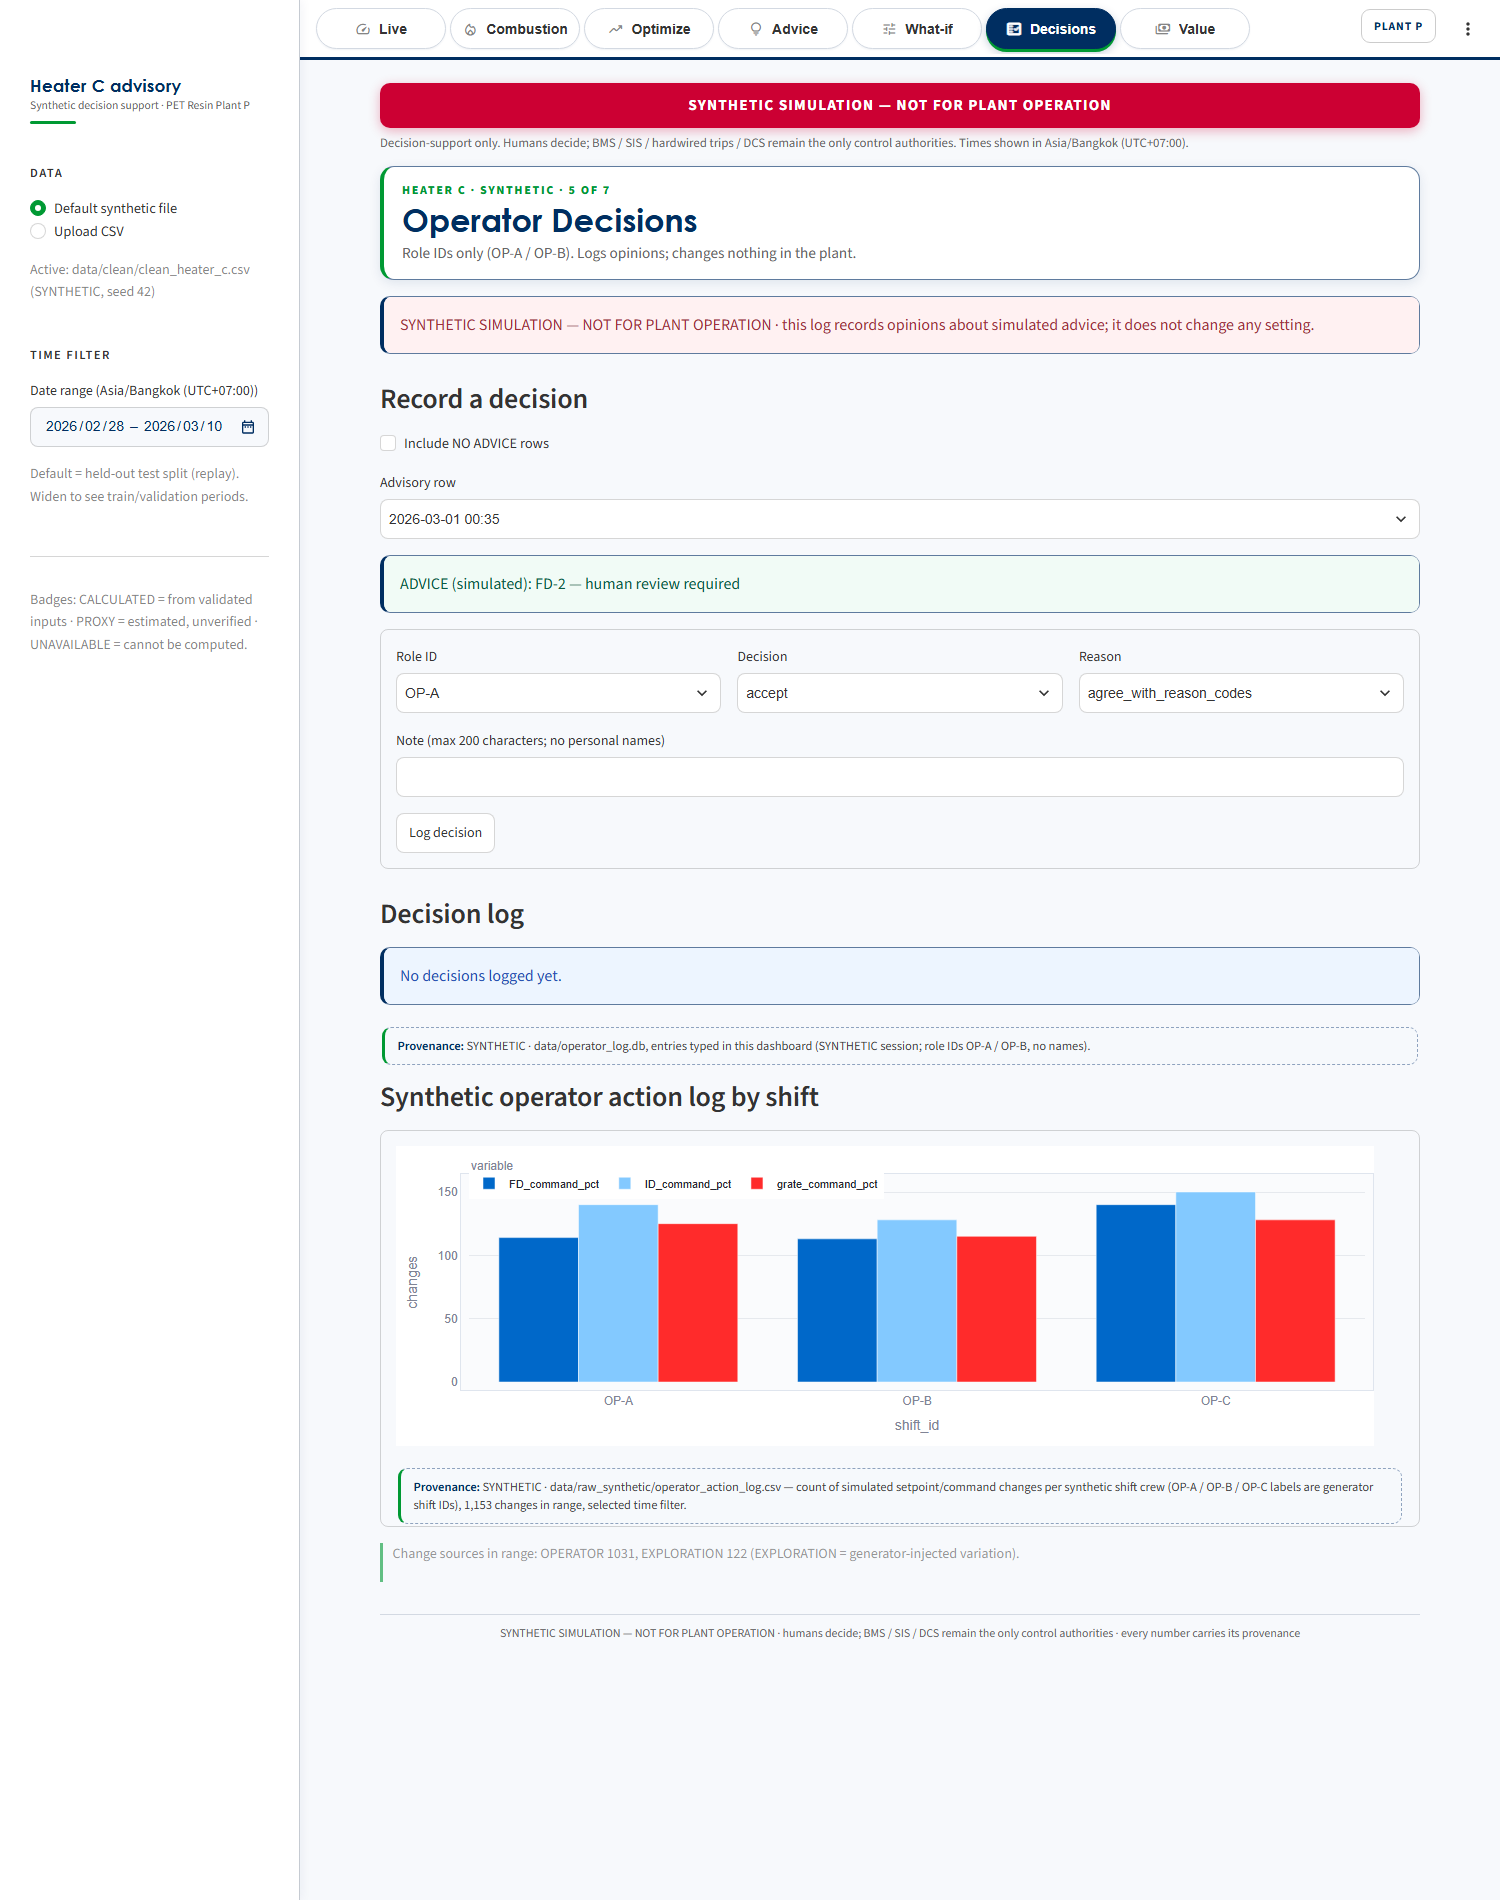 Live
Combustion
Optimize
Advice
What-if
Decisions
Value
PLANT P
Heater C advisory
Synthetic decision support · PET Resin Plant P
DATA
Default synthetic file
Upload CSV
Active: data/clean/clean_heater_c.csv
(SYNTHETIC, seed 42)
TIME FILTER
Date range (Asia/Bangkok (UTC+07:00))
2026/02/28 – 2026/03/10
Default = held-out test split (replay).
Widen to see train/validation periods.
Badges: CALCULATED = from validated
inputs · PROXY = estimated, unverified ·
UNAVAILABLE = cannot be computed.
SYNTHETIC SIMULATION — NOT FOR PLANT OPERATION
Decision-support only. Humans decide; BMS / SIS / hardwired trips / DCS remain the only control authorities. Times shown in Asia/Bangkok (UTC+07:00).
HEATER C · SYNTHETIC · 5 OF 7
Operator Decisions
Role IDs only (OP-A / OP-B). Logs opinions; changes nothing in the plant.
SYNTHETIC SIMULATION — NOT FOR PLANT OPERATION · this log records opinions about simulated advice; it does not change any setting.
Record a decision
Include NO ADVICE rows
Advisory row
2026-03-01 00:35
ADVICE (simulated): FD-2 — human review required
Role ID
Decision
Reason
OP-A
accept
agree_with_reason_codes
Note (max 200 characters; no personal names)
Log decision
Decision log
No decisions logged yet.
Provenance: SYNTHETIC · data/operator_log.db, entries typed in this dashboard (SYNTHETIC session; role IDs OP-A / OP-B, no names).
Synthetic operator action log by shift
variable
FD_command_pct
ID_command_pct
grate_command_pct
150
100
50
0
changes
OP-A
OP-B
OP-C
shift_id
Provenance: SYNTHETIC · data/raw_synthetic/operator_action_log.csv — count of simulated setpoint/command changes per synthetic shift crew (OP-A / OP-B / OP-C labels are generator
shift IDs), 1,153 changes in range, selected time filter.
Change sources in range: OPERATOR 1031, EXPLORATION 122 (EXPLORATION = generator-injected variation).
SYNTHETIC SIMULATION — NOT FOR PLANT OPERATION · humans decide; BMS / SIS / DCS remain the only control authorities · every number carries its provenance